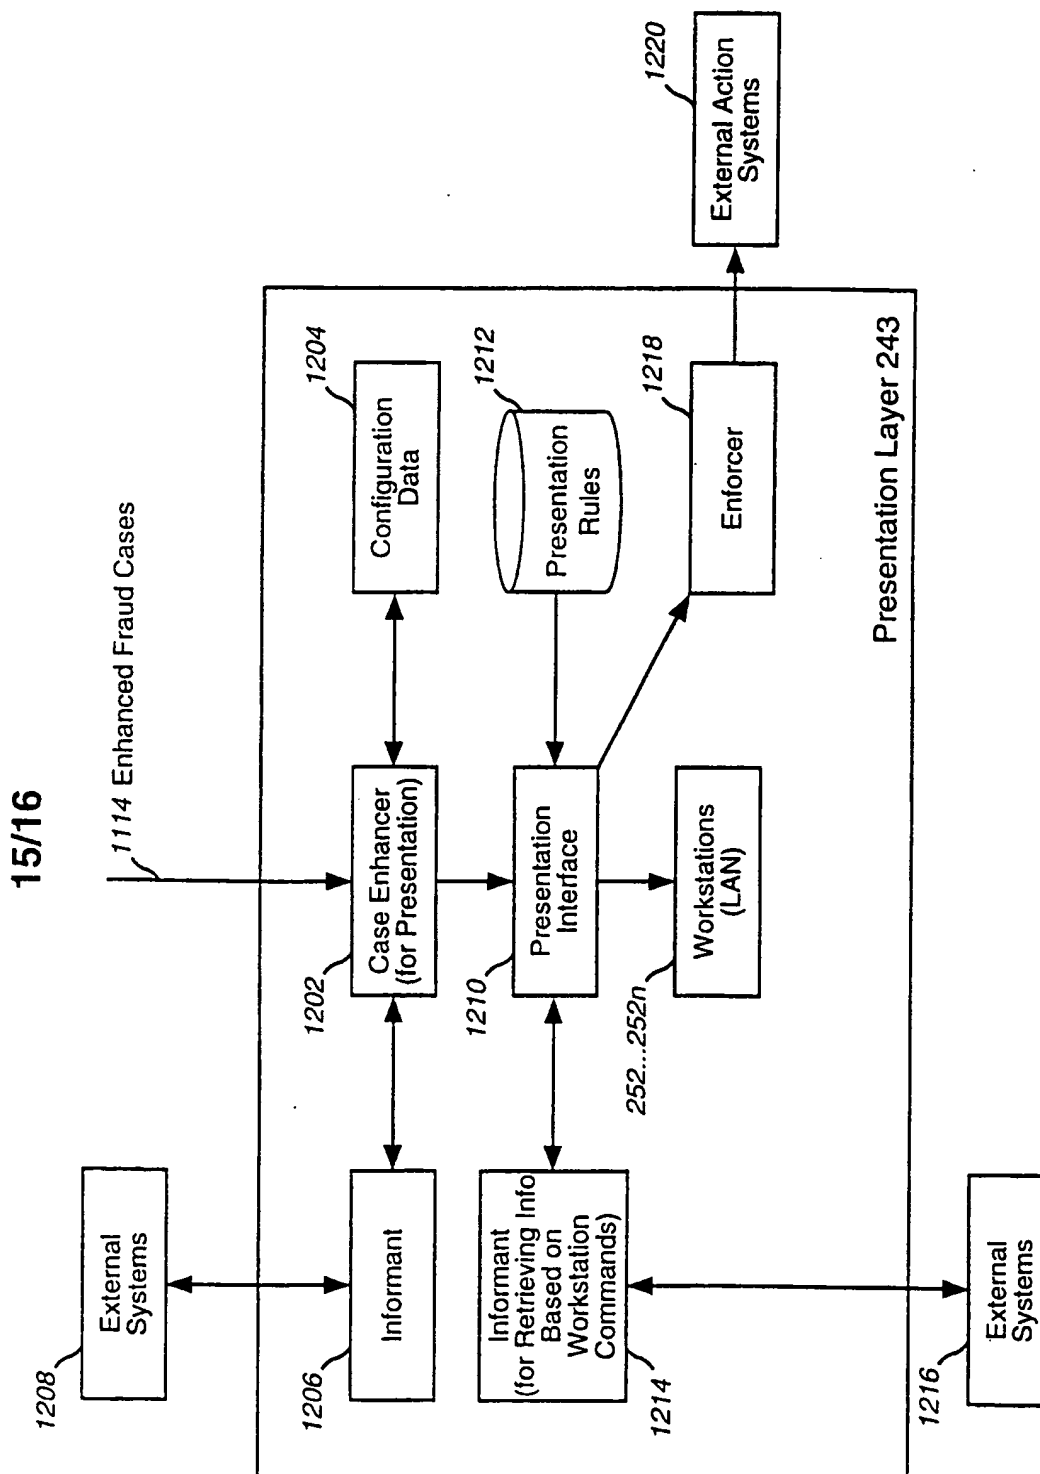 15/16
1114 Enhanced Fraud Cases
1208
External
Systems
1206
Informant
1202
Case Enhancer
(for Presentation)
1204
Configuration
Data
1214
Informant
(for Retrieving Info
Based on
Workstation
Commands)
1210
Presentation
Interface
1212
Presentation
Rules
252...252n
Workstations
(LAN)
1218
Enforcer
1220
External Action
Systems
Presentation Layer 243
1216
External
Systems